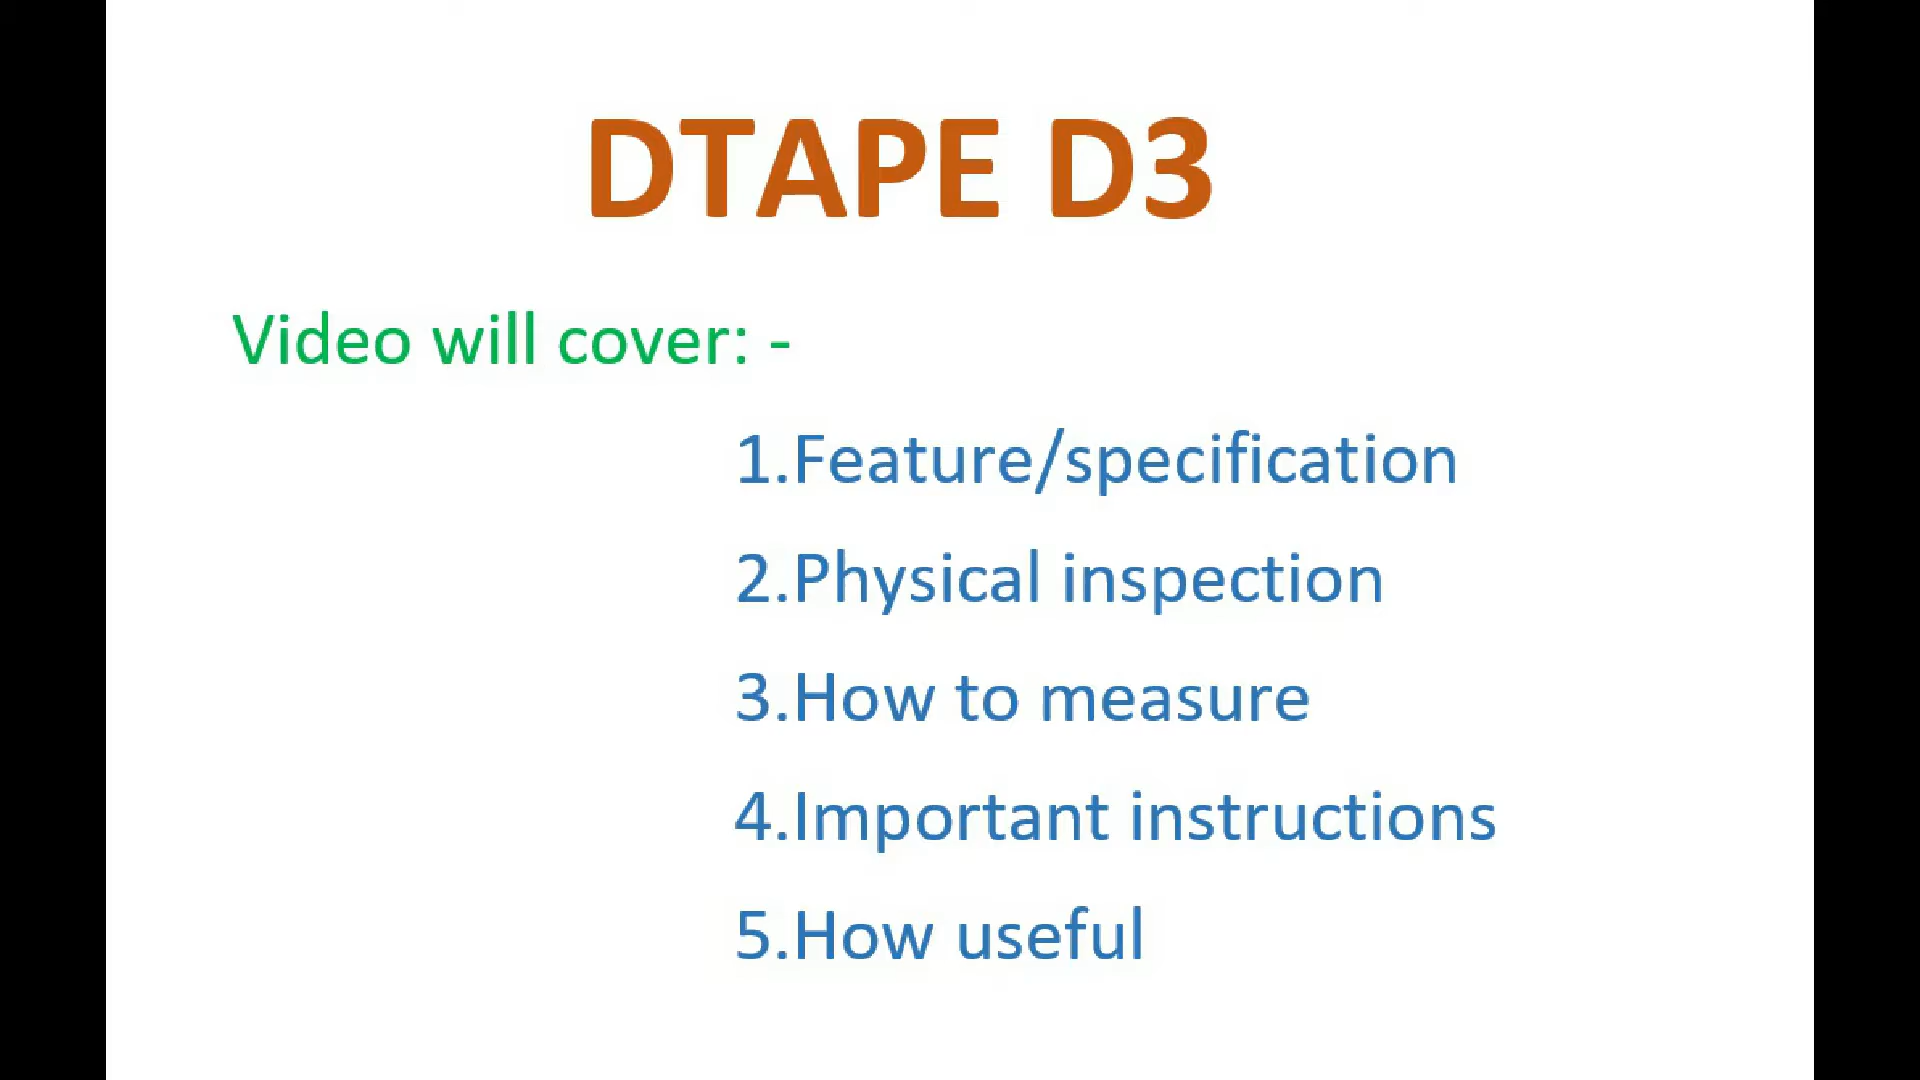 DTAPE D3
Video will cover: -
1.Feature/specification
2.Physical inspection
3.How to measure
4.Important instructions
5.How useful